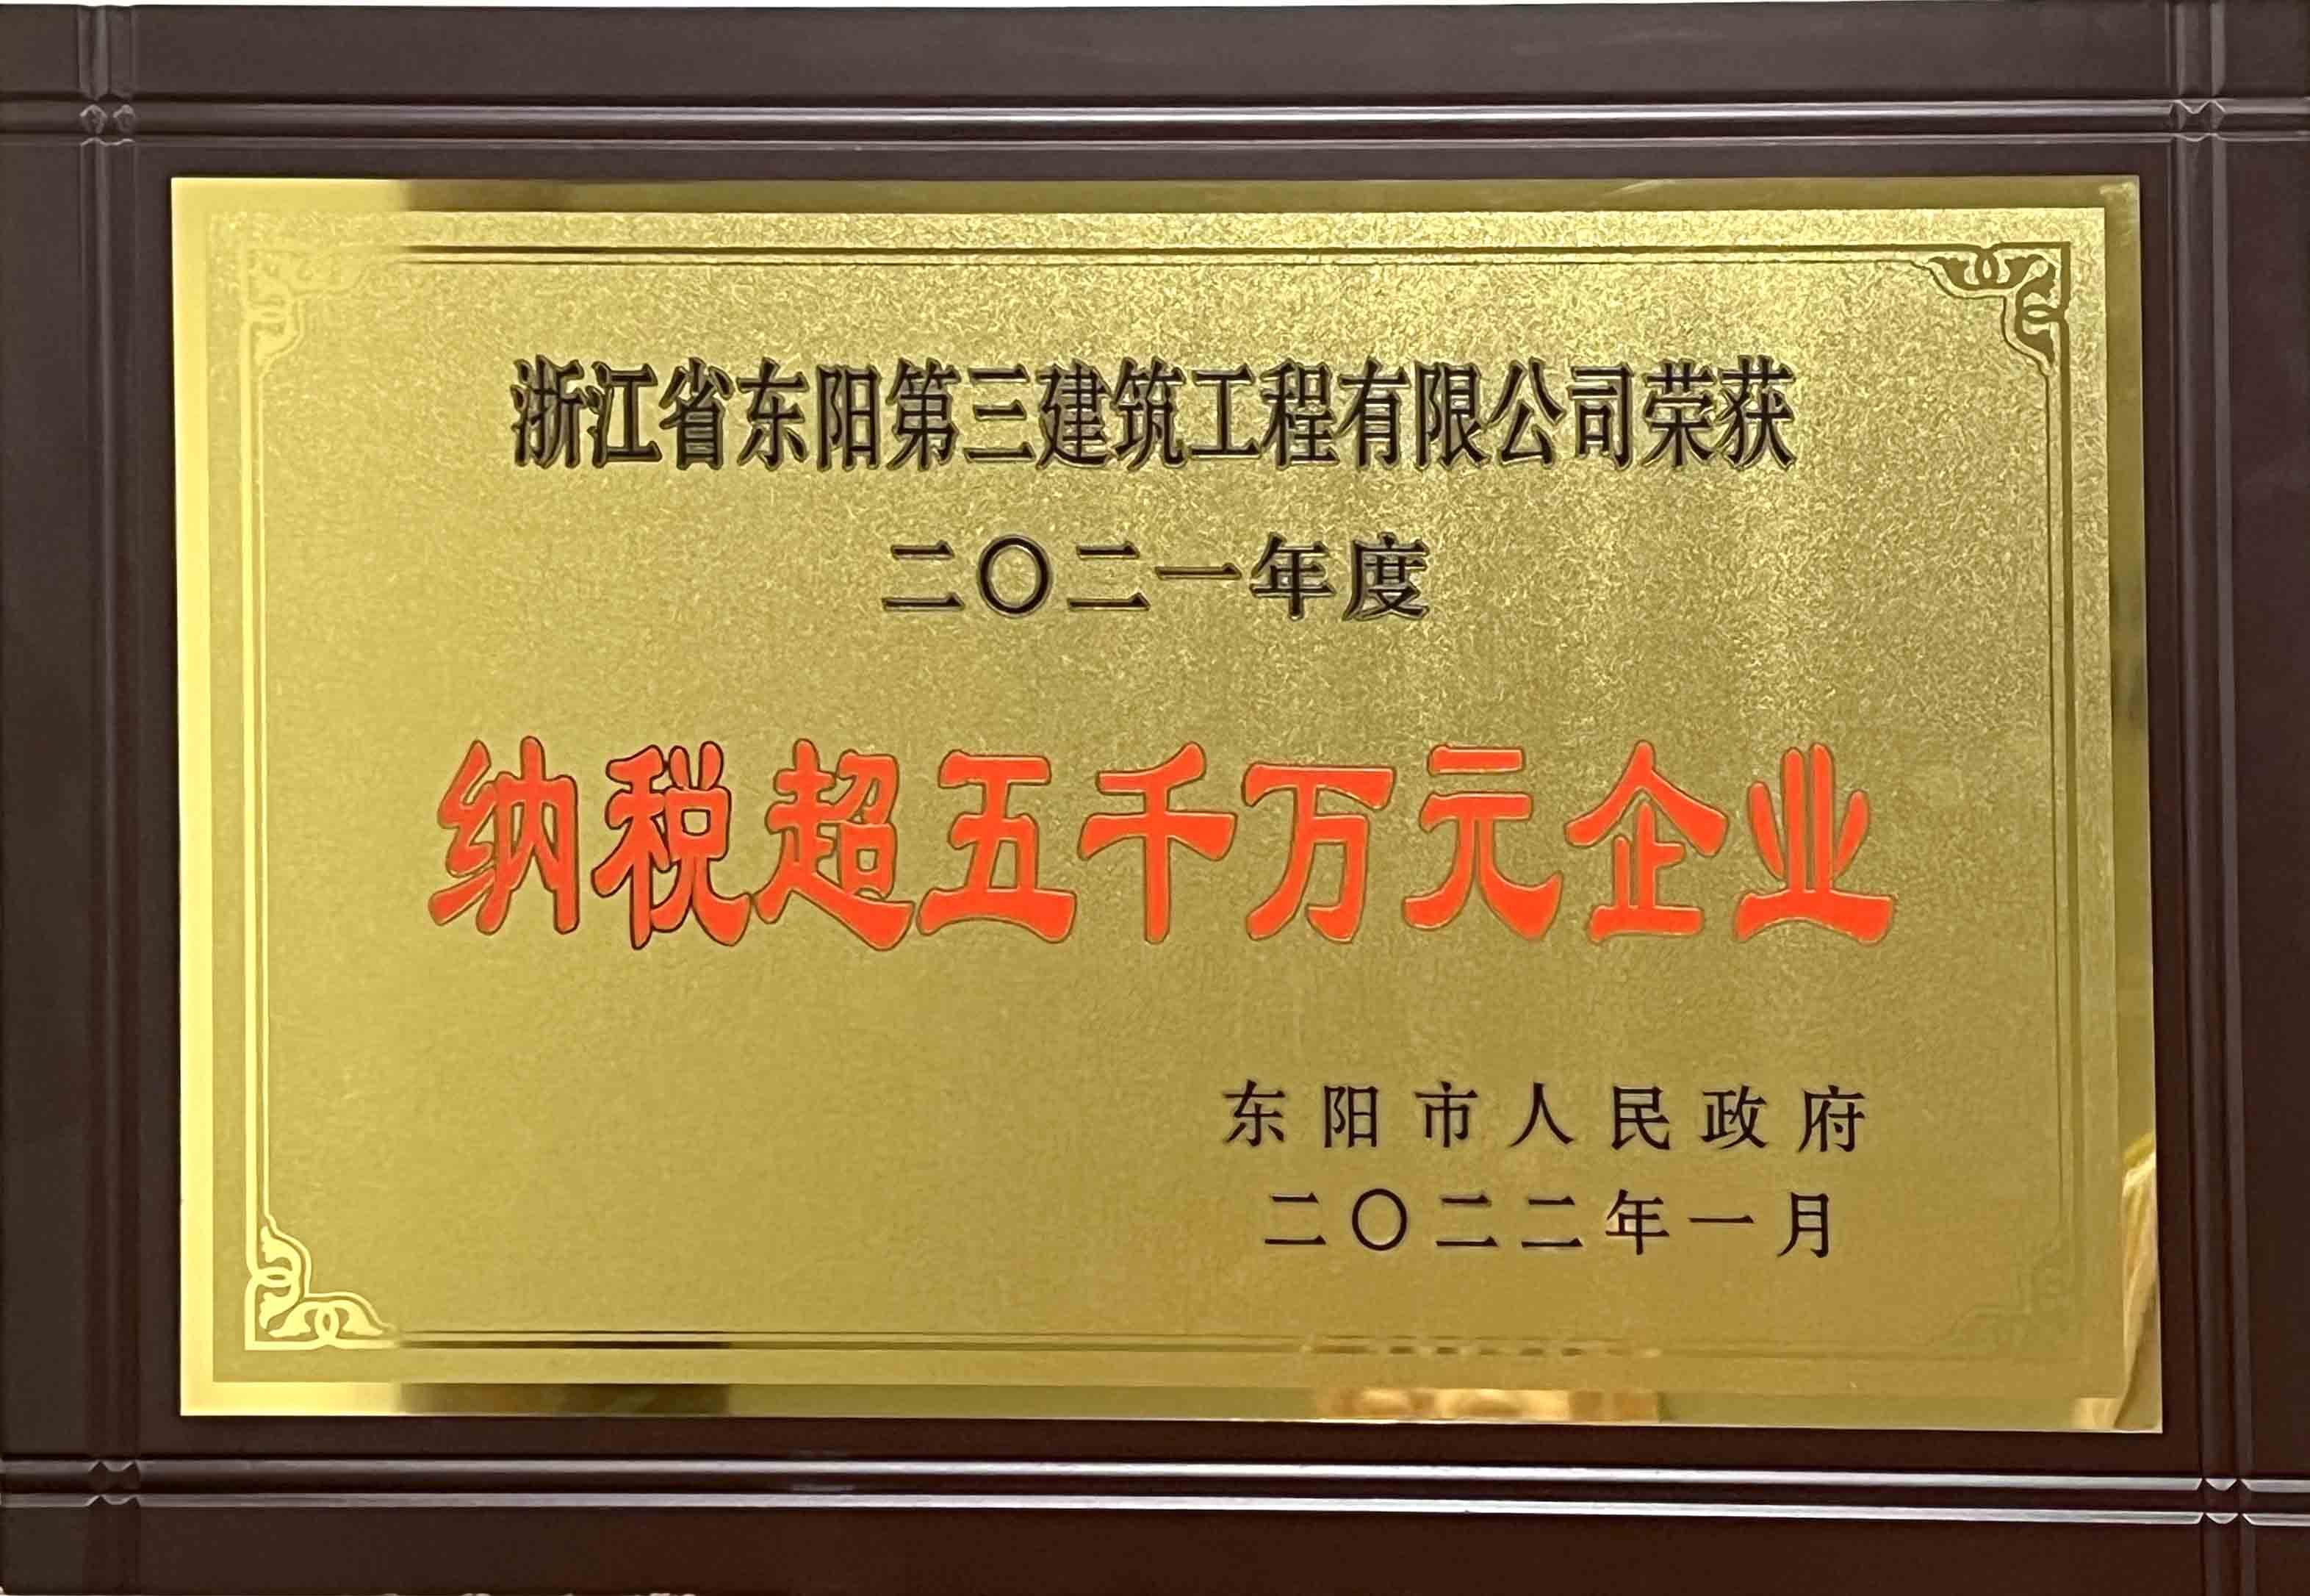 浙江省东阳第三建筑工程有限公司荣获
二〇二一年度
纳税超五千万元企业
东阳市人民政府
二〇二二年一月